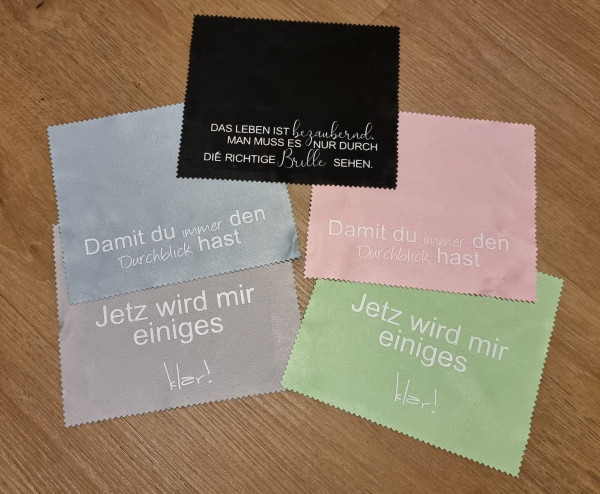 DAS LEBEN IST bezaubernd.
MAN MUSS ES NUR DURCH
DIE RICHTIGE Brille SEHEN.
Damit du immer den
Durchblick hast
Damit du immer den
Durchblick hast
Jetz wird mir
einiges
klar!
Jetz wird mir
einiges
klar!